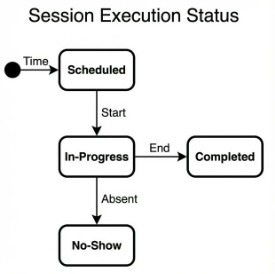 Session Execution Status
Time
Scheduled
Start
In-Progress
End
Completed
Absent
No-Show